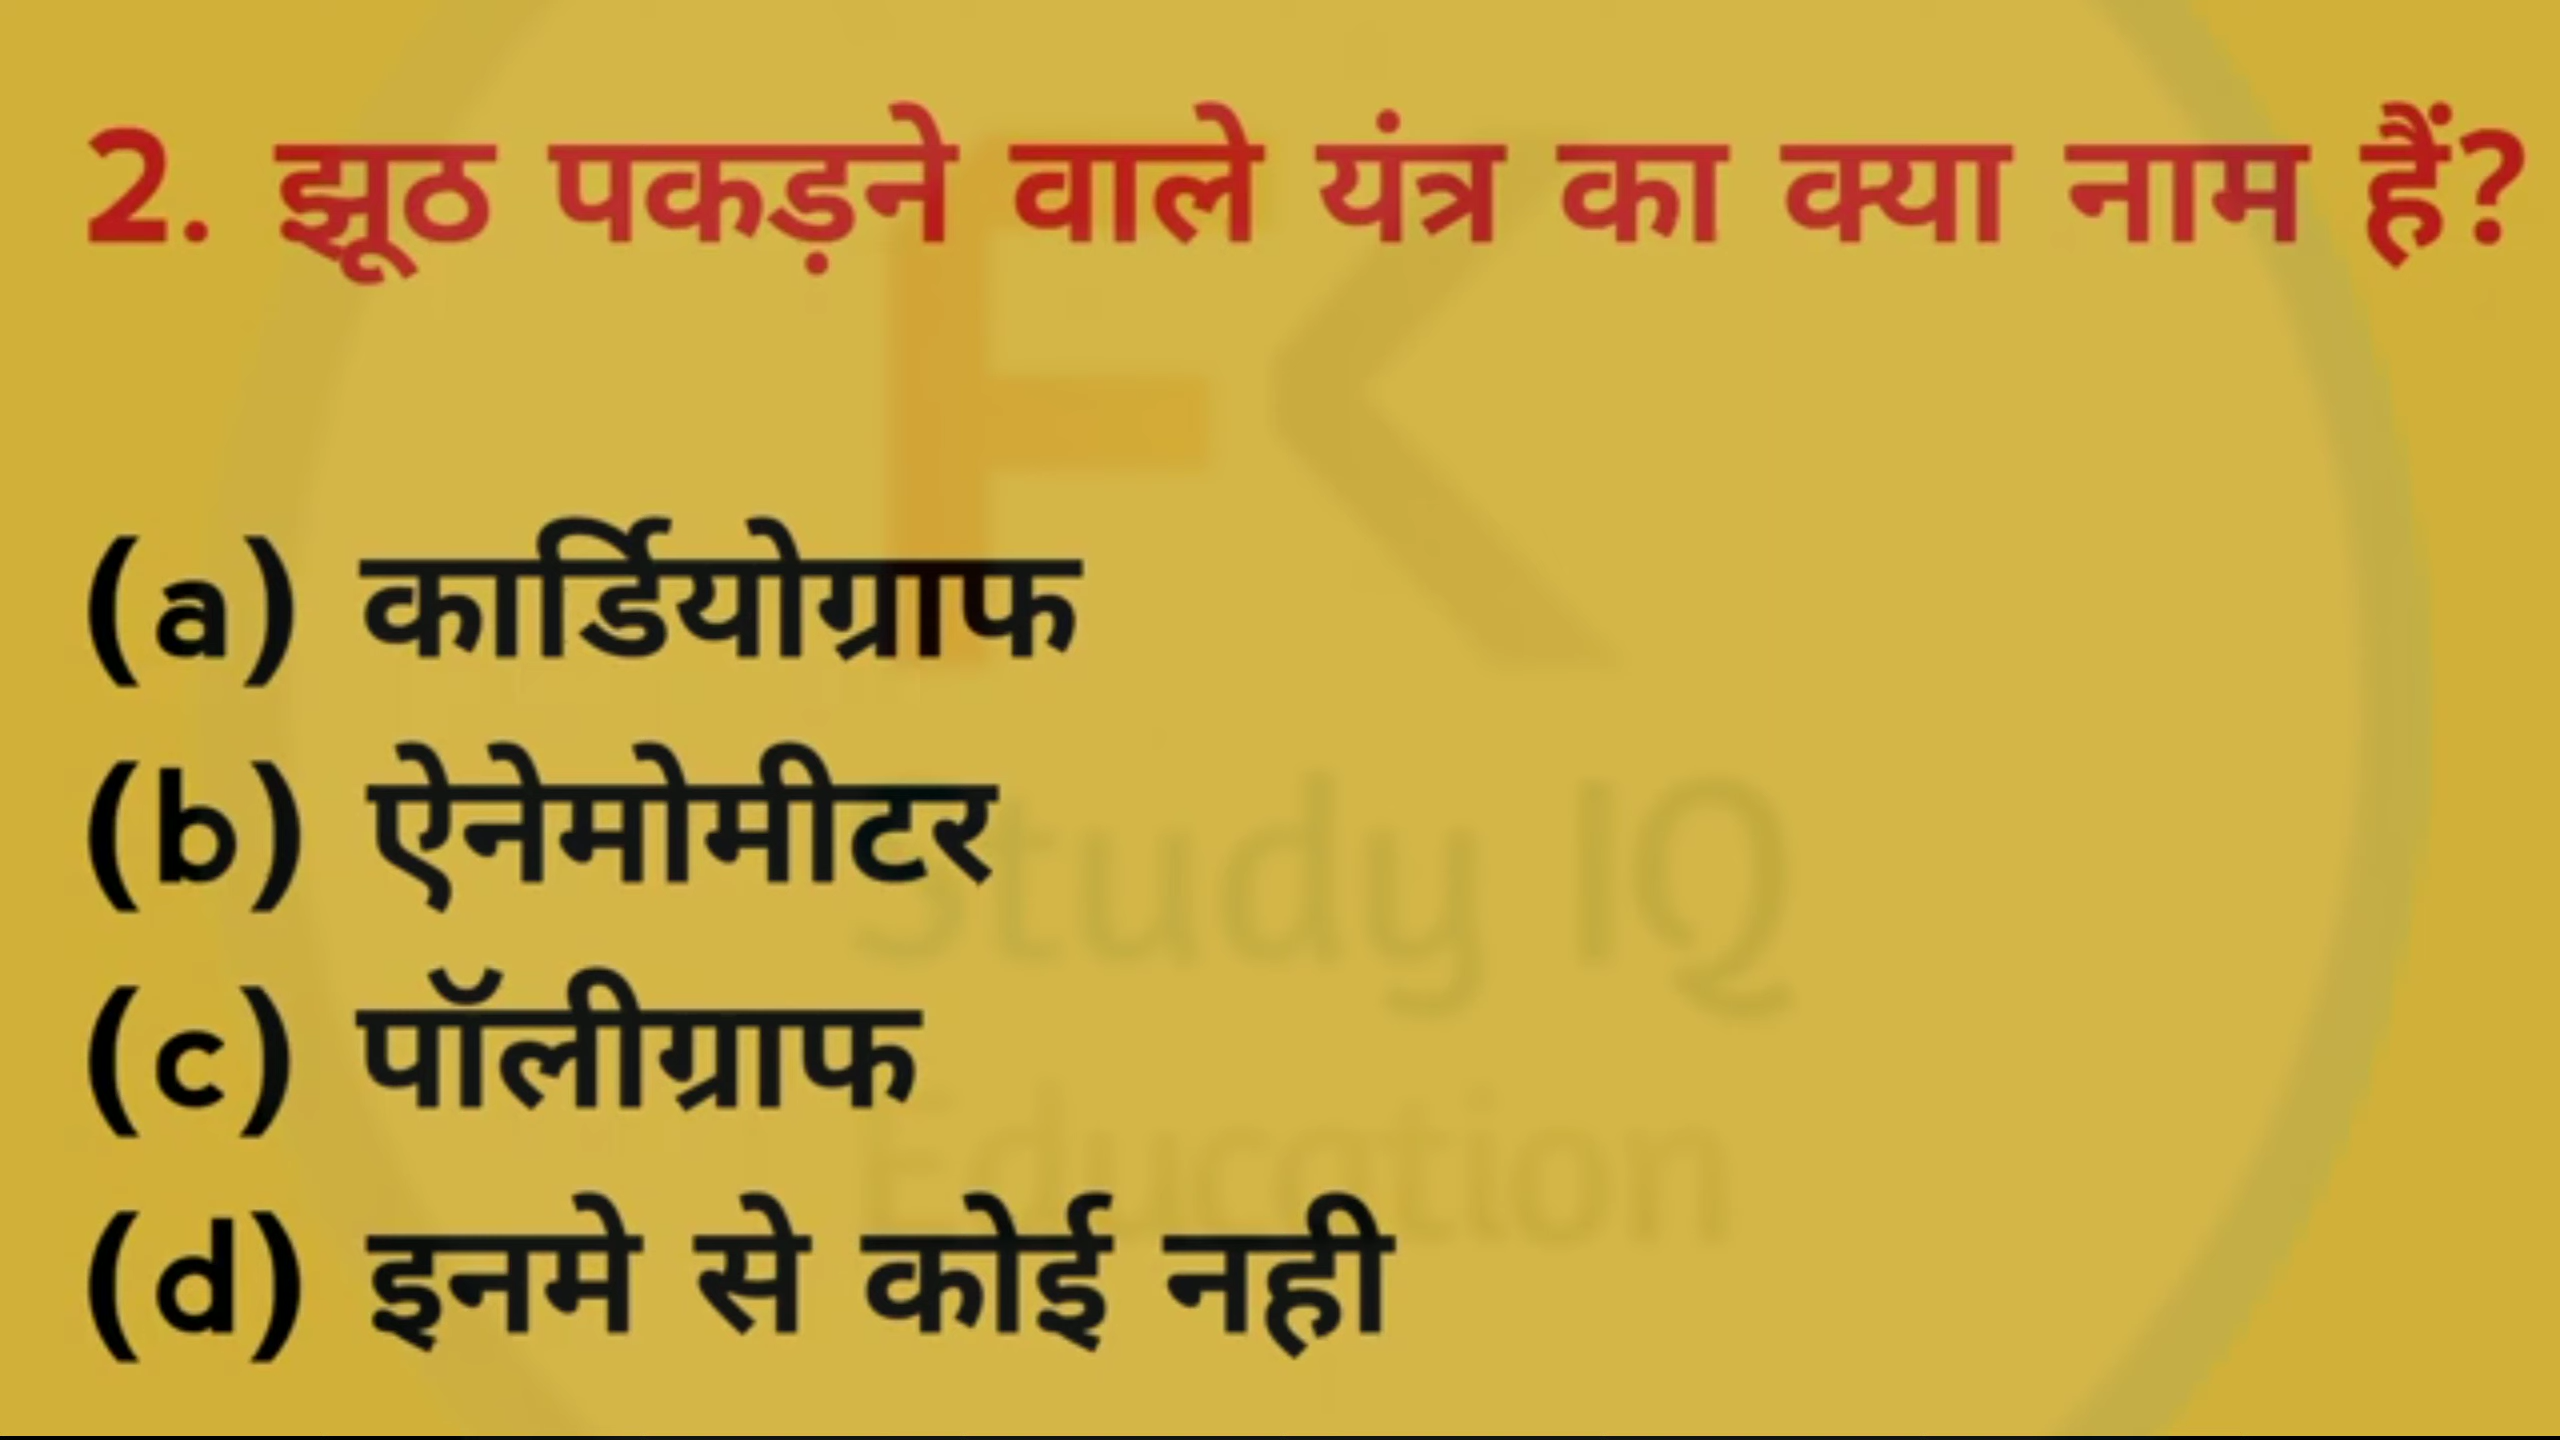 2. झूठ पकड़ने वाले यंत्र का क्या नाम हैं?
(a) कार्डियोग्राफ
(b) ऐनेमोमीटर
Study IQ
(c) पॉलीग्राफ
Education
(d) इनमे से कोई नही